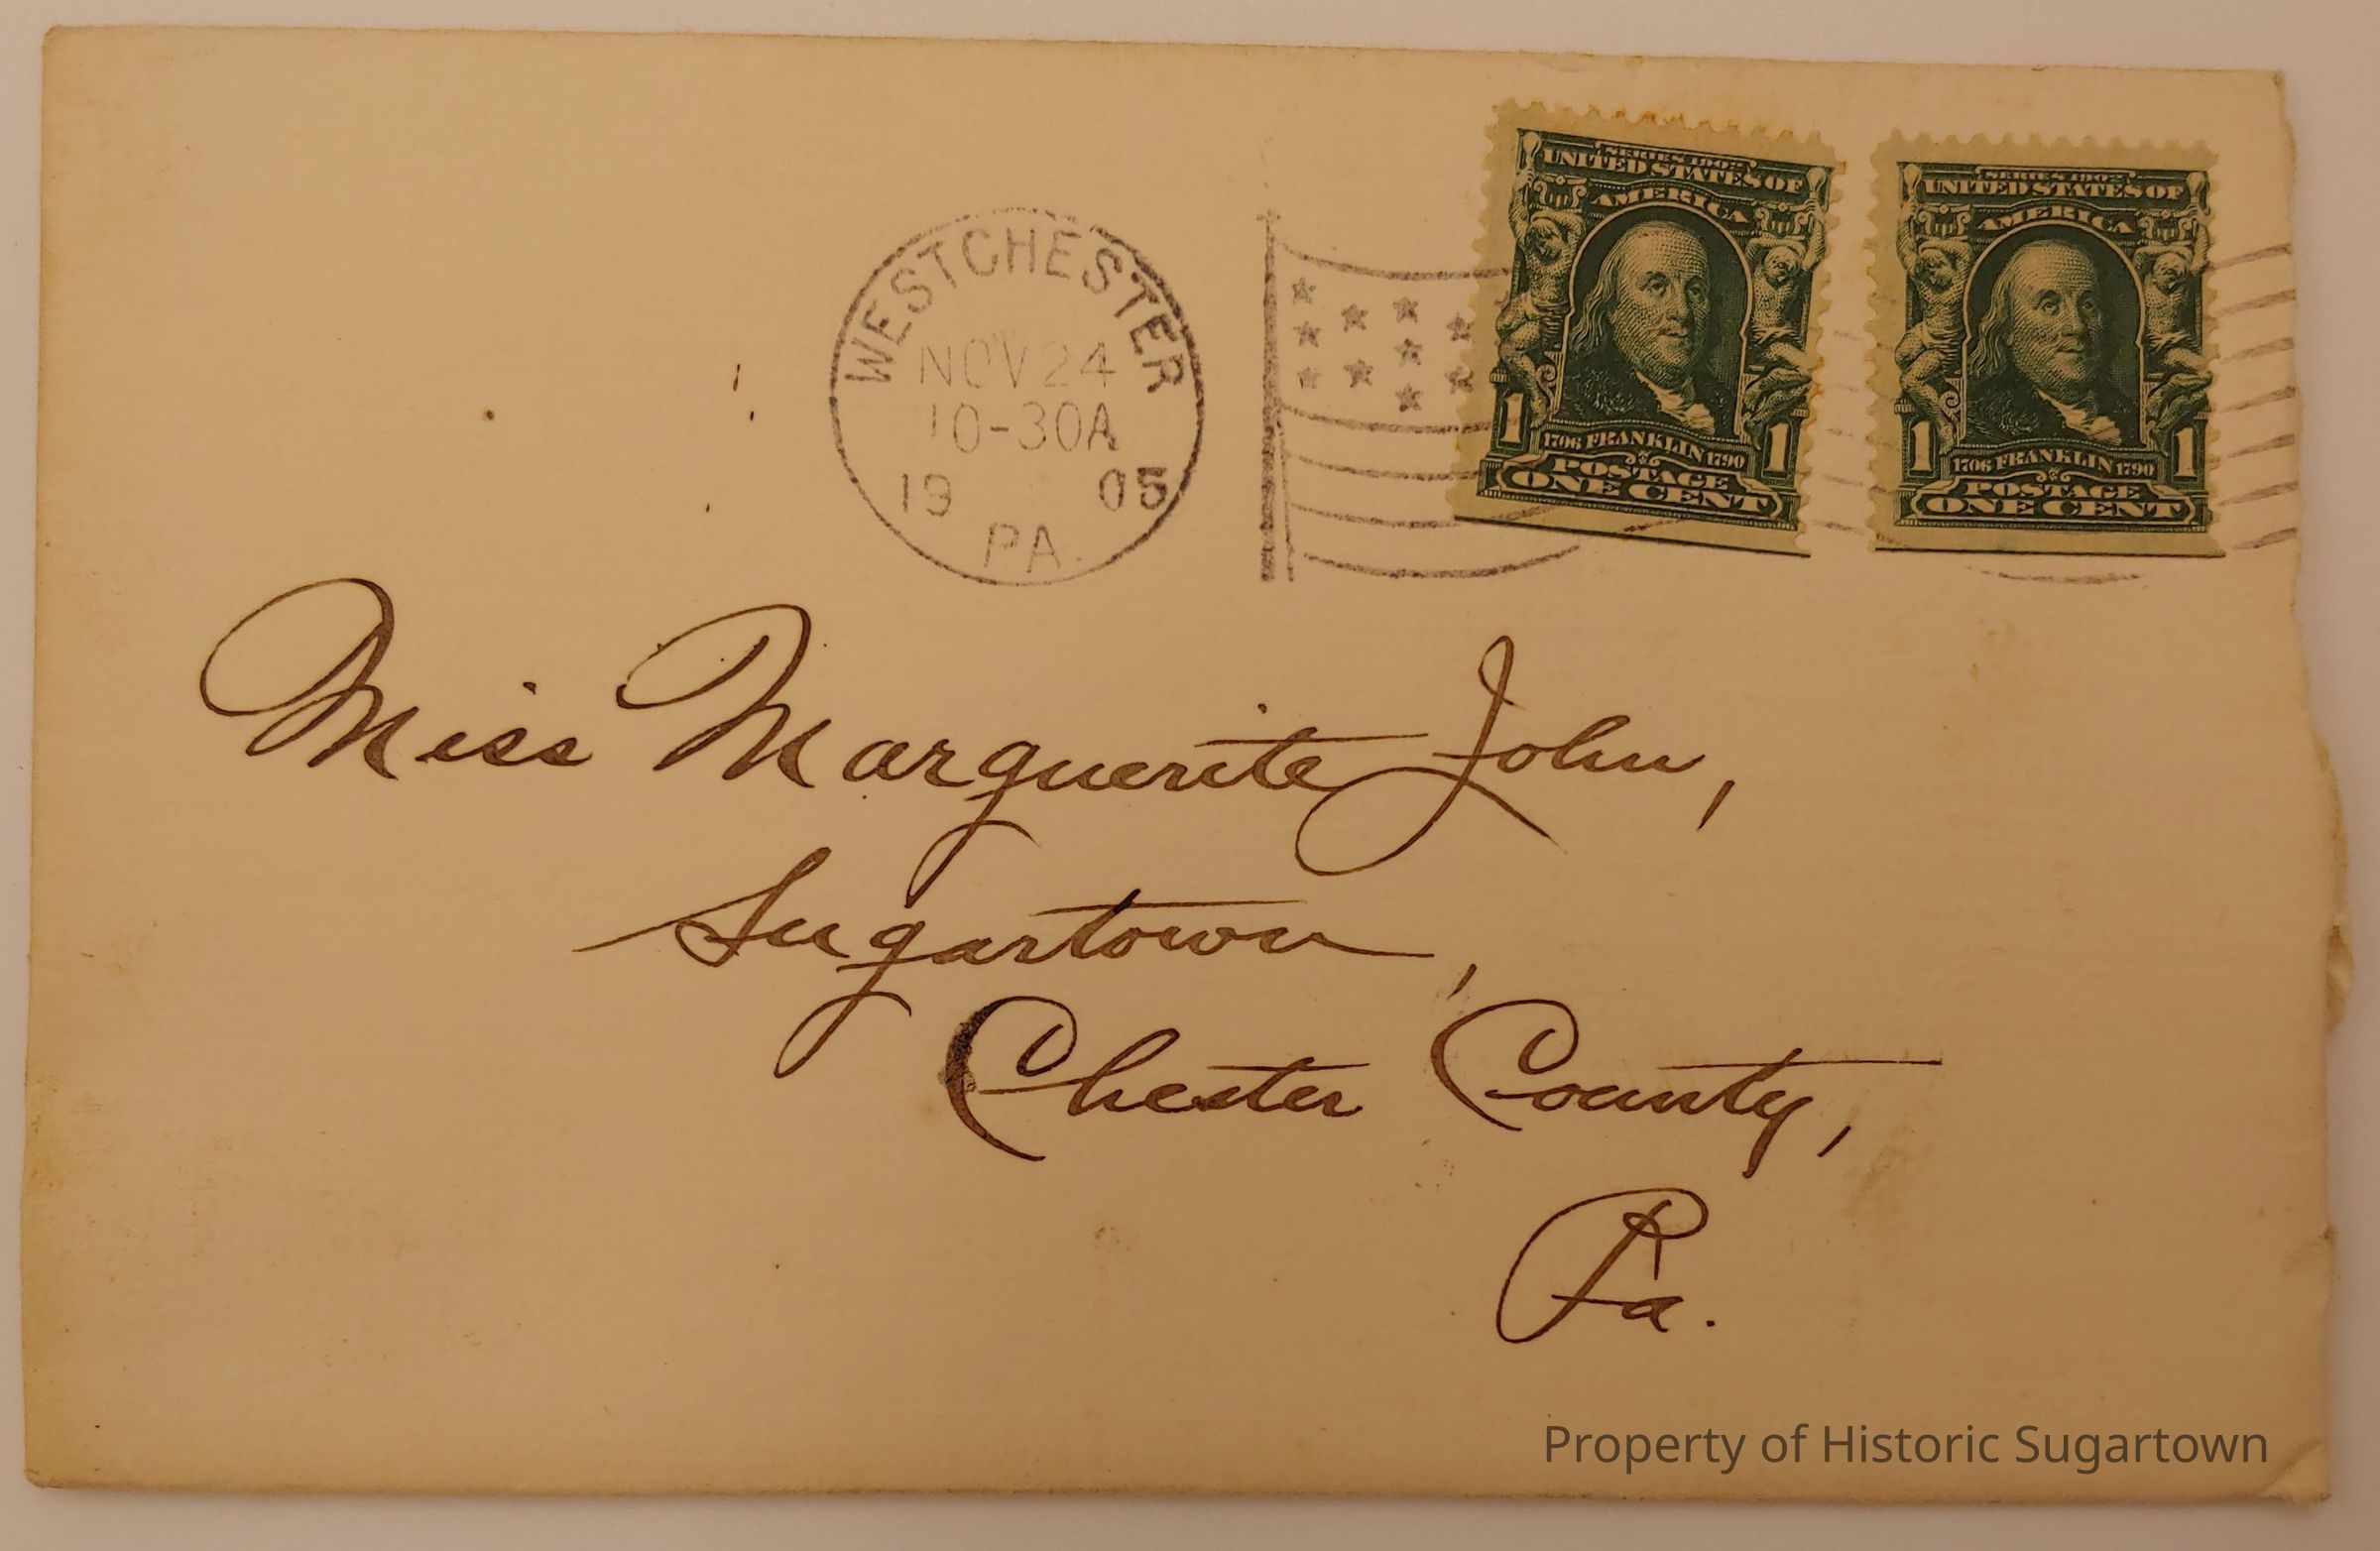 WESTCHESTER
NOV 24
10-30A
19 05
PA.
SERIES 1902
UNITED STATES OF
AMERICA
1 1706 FRANKLIN 1790 1
POSTAGE
ONE CENT
SERIES 1902
UNITED STATES OF
AMERICA
1 1706 FRANKLIN 1790 1
POSTAGE
ONE CENT
Miss Marguerite John,
Sugartown,
Chester County,
Pa.
Property of Historic Sugartown